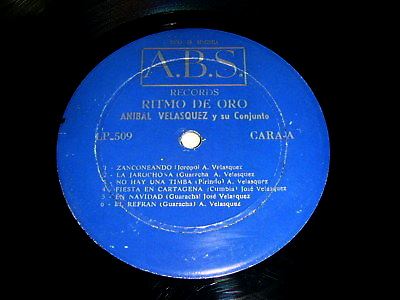 A.B.S.
RECORDS
RITMO DE ORO
ANIBAL VELASQUEZ y su Conjunto
LP-509 CARA-A
1 - ZANCONEANDO (Joropo) A. Velasquez
2 - LA JAROCHOSA (Guaracha) A. Velasquez
3 - NO HAY UNA TIMBA (Pirindo) A. Velasquez
4 - FIESTA EN CARTAGENA (Cumbia) José Velasquez
5 - EN NAVIDAD (Guaracha) José Velasquez
6 - EL REFRAN (Guaracha) A. Velasquez